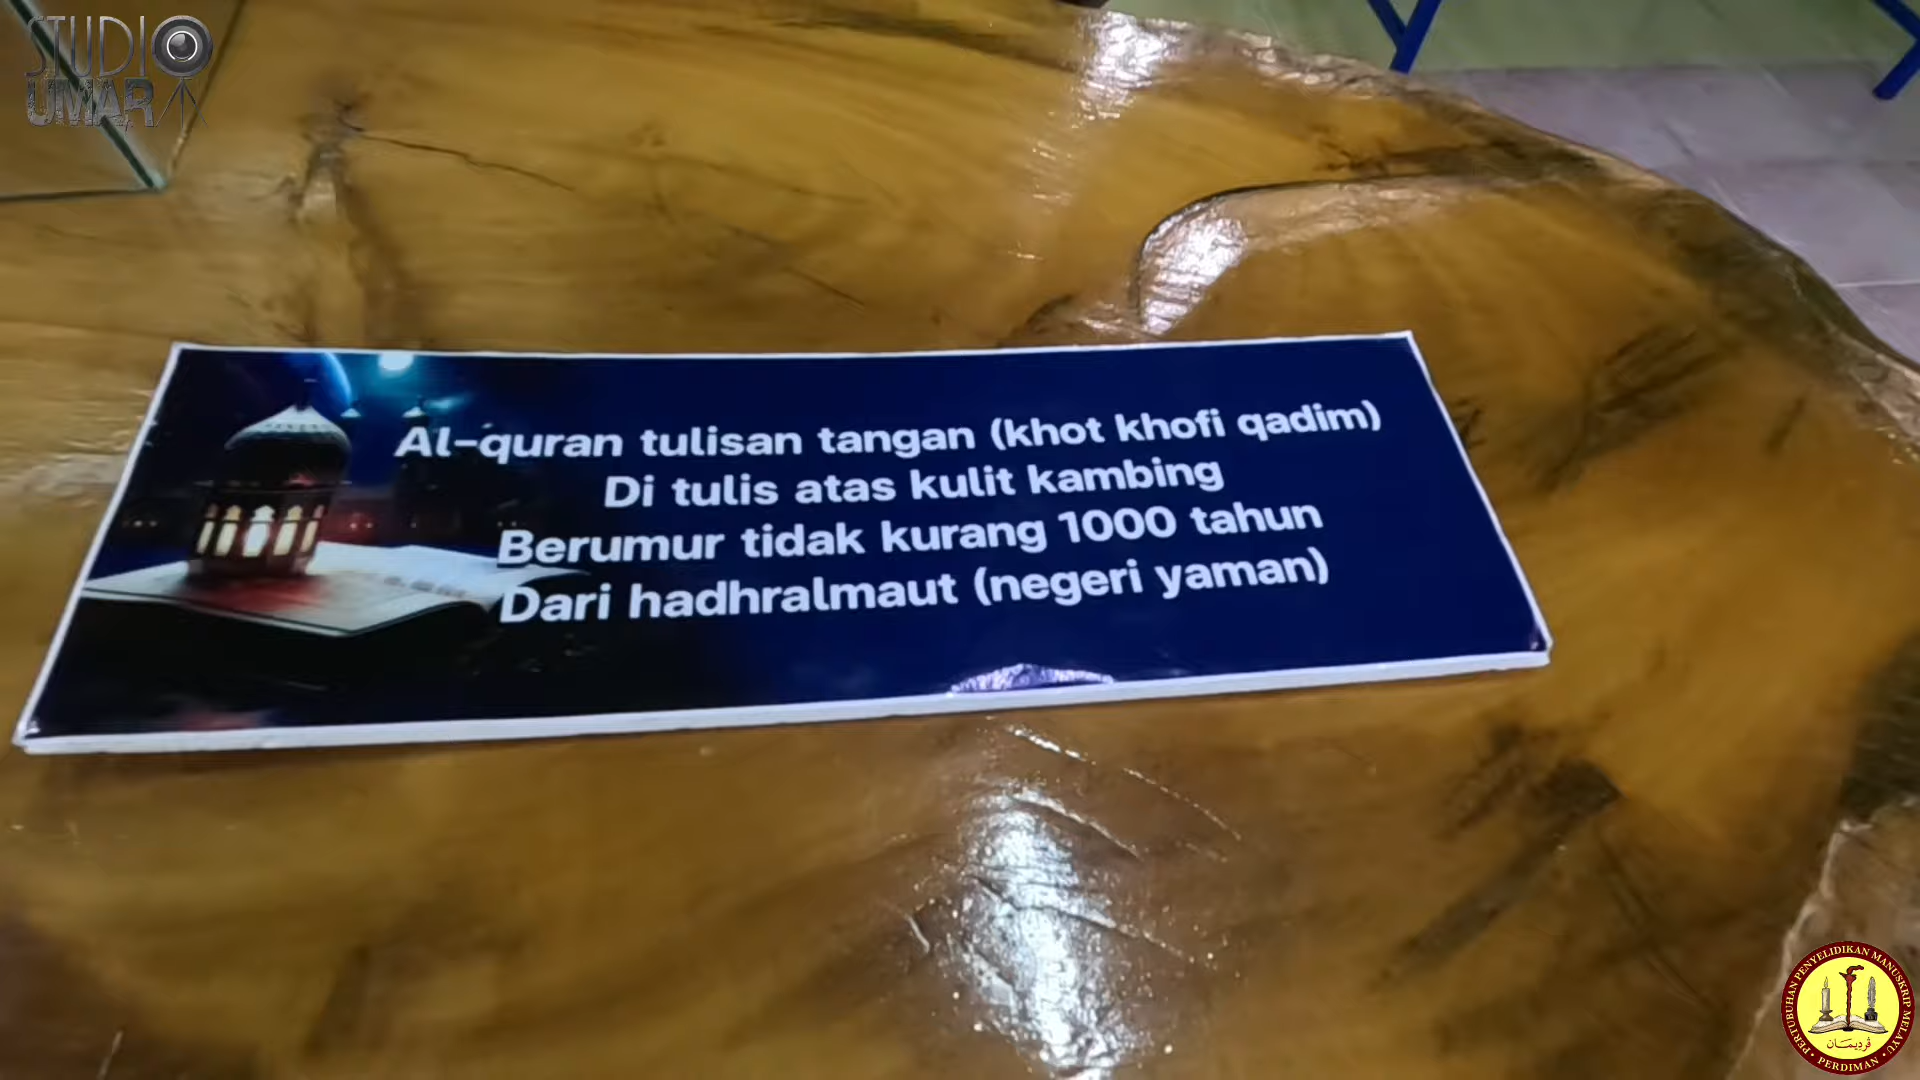 STUDIO
UMAR
Al-quran tulisan tangan (khot khofi qadim)
Di tulis atas kulit kambing
Berumur tidak kurang 1000 tahun
Dari hadhralmaut (negeri yaman)
PERTUBUHAN PENYELIDIKAN MANUSKRIP MELAYU
ڤرديمان
PERDIMAN